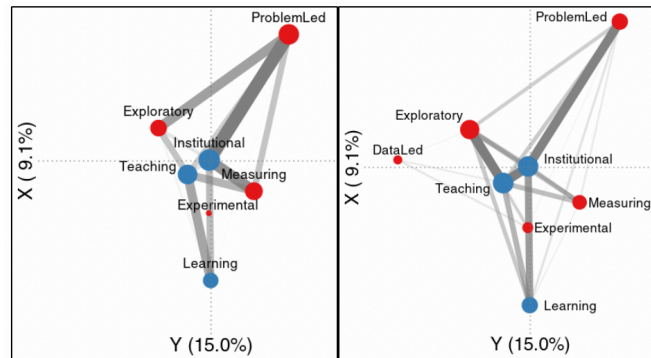 ProblemLed
Exploratory
Institutional
Teaching
Measuring
Experimental
Learning
X ( 9.1%)
Y (15.0%)
ProblemLed
Exploratory
DataLed
Institutional
Teaching
Measuring
Experimental
Learning
X ( 9.1%)
Y (15.0%)